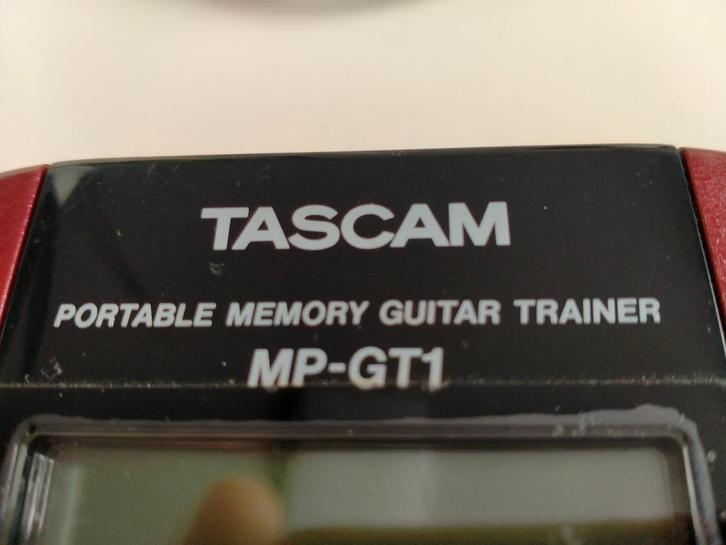 TASCAM
PORTABLE MEMORY GUITAR TRAINER
MP-GT1